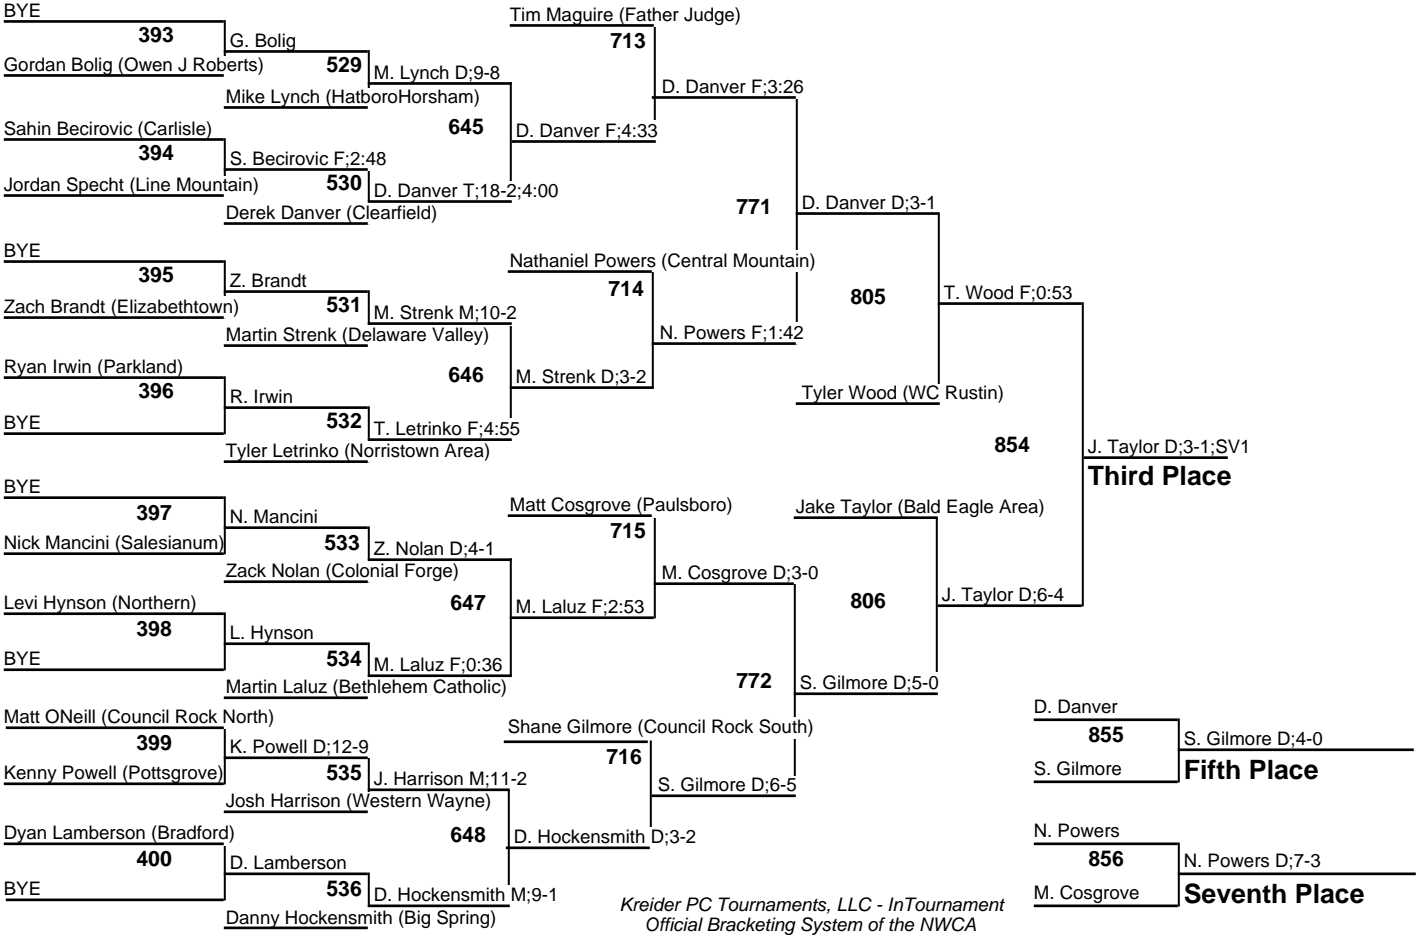 BYE
393
Gordan Bolig (Owen J Roberts)
G. Bolig
529
Mike Lynch (HatboroHorsham)
M. Lynch D;9-8
Sahin Becirovic (Carlisle)
394
Jordan Specht (Line Mountain)
S. Becirovic F;2:48
530
Derek Danver (Clearfield)
D. Danver T;18-2;4:00
645
D. Danver F;4:33
Tim Maguire (Father Judge)
713
D. Danver F;3:26
BYE
395
Zach Brandt (Elizabethtown)
Z. Brandt
531
Martin Strenk (Delaware Valley)
M. Strenk M;10-2
Ryan Irwin (Parkland)
396
BYE
R. Irwin
532
Tyler Letrinko (Norristown Area)
T. Letrinko F;4:55
646
M. Strenk D;3-2
Nathaniel Powers (Central Mountain)
714
N. Powers F;1:42
771
D. Danver D;3-1
805
Tyler Wood (WC Rustin)
T. Wood F;0:53
BYE
397
Nick Mancini (Salesianum)
N. Mancini
533
Zack Nolan (Colonial Forge)
Z. Nolan D;4-1
Levi Hynson (Northern)
398
BYE
L. Hynson
534
Martin Laluz (Bethlehem Catholic)
M. Laluz F;0:36
647
M. Laluz F;2:53
Matt Cosgrove (Paulsboro)
715
M. Cosgrove D;3-0
Matt ONeill (Council Rock North)
399
Kenny Powell (Pottsgrove)
K. Powell D;12-9
535
Josh Harrison (Western Wayne)
J. Harrison M;11-2
Dyan Lamberson (Bradford)
400
BYE
D. Lamberson
536
Danny Hockensmith (Big Spring)
D. Hockensmith M;9-1
648
D. Hockensmith D;3-2
Shane Gilmore (Council Rock South)
716
S. Gilmore D;6-5
772
S. Gilmore D;5-0
Jake Taylor (Bald Eagle Area)
806
J. Taylor D;6-4
854
J. Taylor D;3-1;SV1
Third Place
D. Danver
855
S. Gilmore
S. Gilmore D;4-0
Fifth Place
N. Powers
856
M. Cosgrove
N. Powers D;7-3
Seventh Place
Kreider PC Tournaments, LLC - InTournament
Official Bracketing System of the NWCA